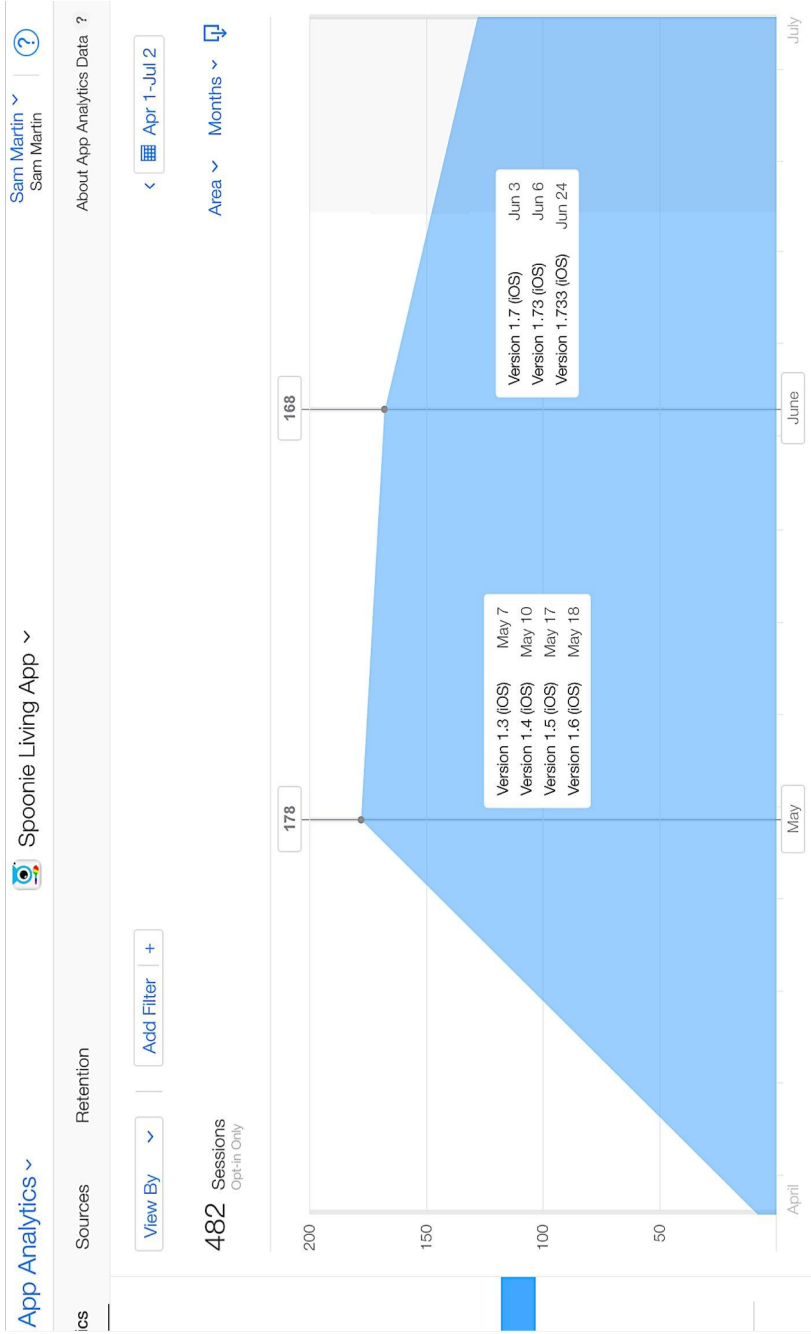 App Analytics
Spoonie Living App
Sam Martin
Sam Martin
?
ics
Sources
Retention
About App Analytics Data ?
View By
Add Filter +
Apr 1-Jul 2
482 Sessions
Opt-in Only
Area
Months
178
168
200
150
100
50
Version 1.3 (iOS) May 7
Version 1.4 (iOS) May 10
Version 1.5 (iOS) May 17
Version 1.6 (iOS) May 18
Version 1.7 (iOS) Jun 3
Version 1.73 (iOS) Jun 6
Version 1.733 (iOS) Jun 24
April
May
June
July